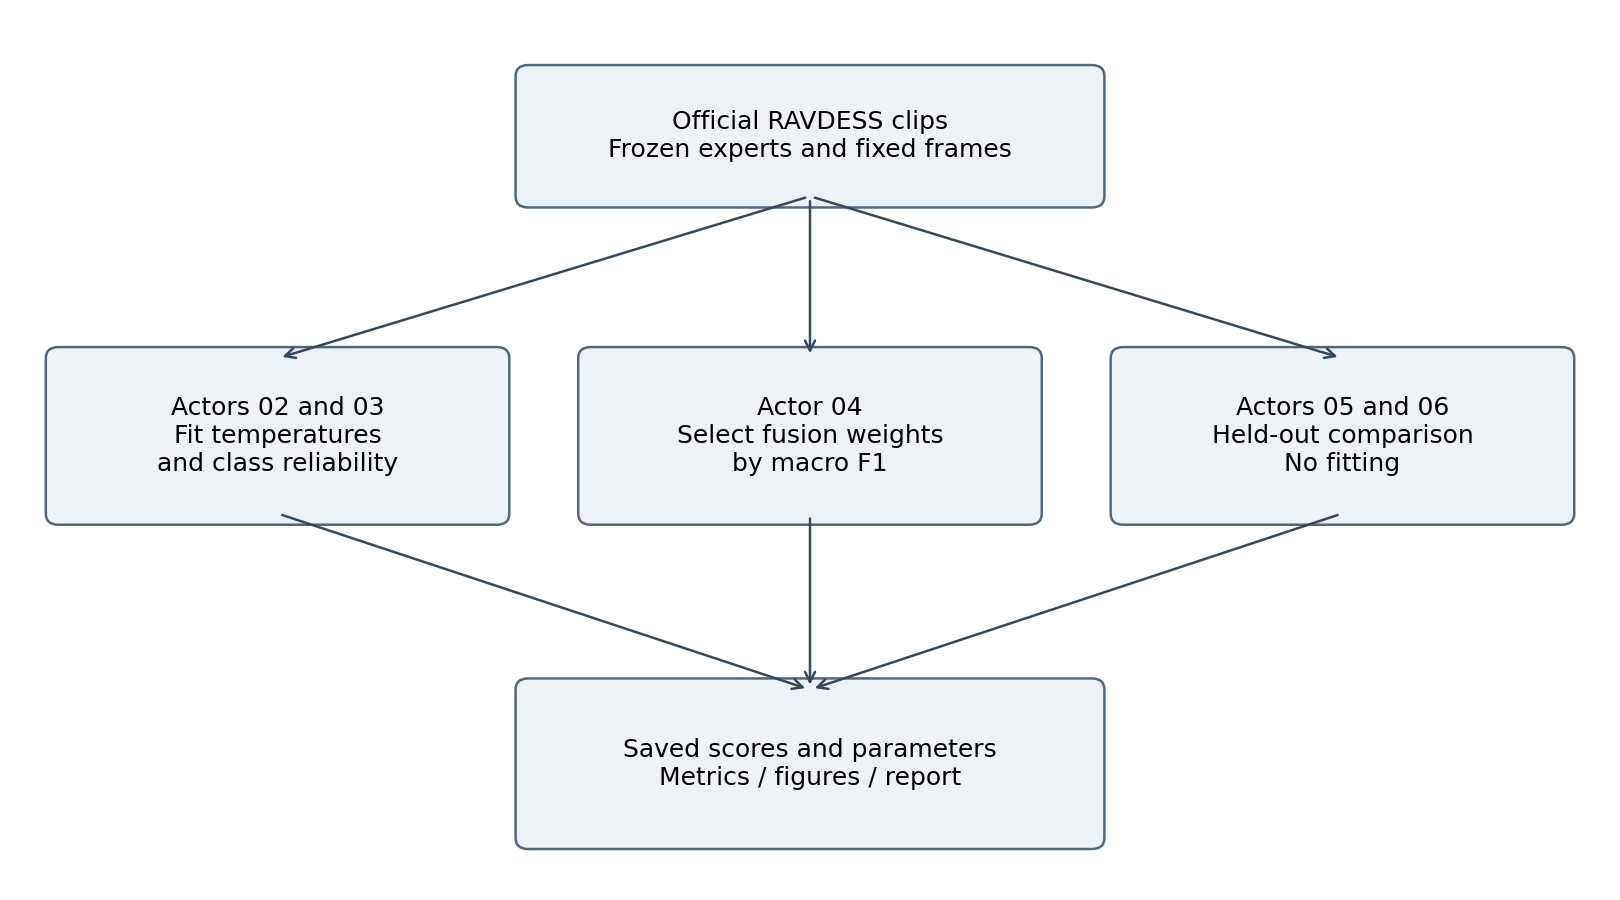 Official RAVDESS clips
Frozen experts and fixed frames
Actors 02 and 03
Fit temperatures
and class reliability
Actor 04
Select fusion weights
by macro F1
Actors 05 and 06
Held-out comparison
No fitting
Saved scores and parameters
Metrics / figures / report